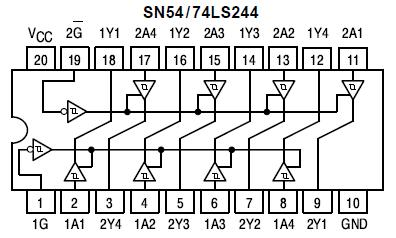 SN54/74LS244
VCC 2G̅ 1Y1 2A4 1Y2 2A3 1Y3 2A2 1Y4 2A1
20 19 18 17 16 15 14 13 12 11
1 2 3 4 5 6 7 8 9 10
1G 1A1 2Y4 1A2 2Y3 1A3 2Y2 1A4 2Y1 GND